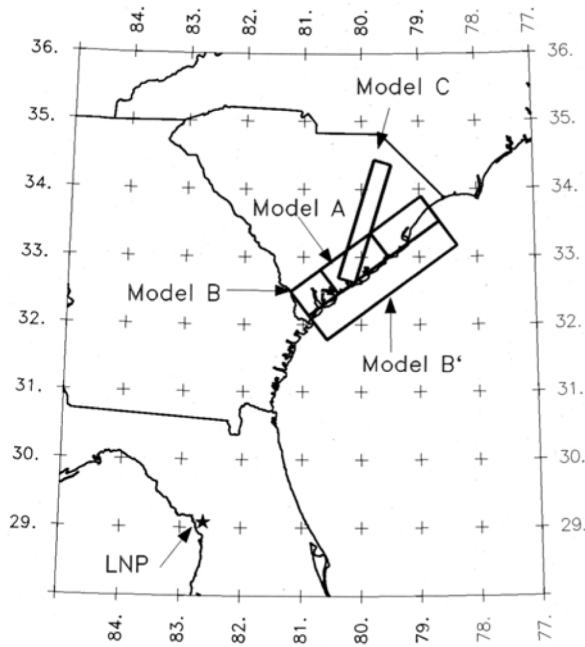 84. 83. 82. 81. 80. 79. 78. 77.
36. 36.
Model C
35. 35.
34. 34.
Model A
33. 33.
Model B
32. 32.
Model B'
31. 31.
30. 30.
29. 29.
LNP
84. 83. 82. 81. 80. 79. 78. 77.